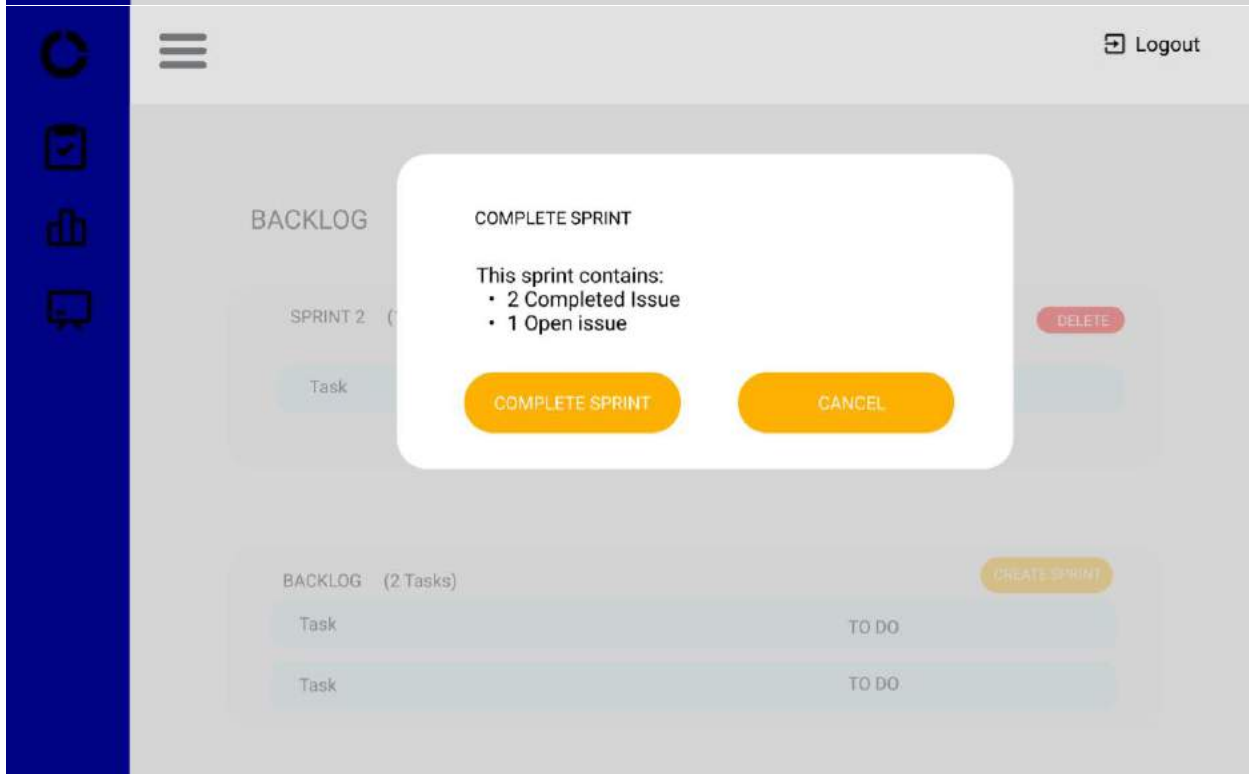 Logout
BACKLOG
COMPLETE SPRINT
This sprint contains:
• 2 Completed Issue
• 1 Open issue
SPRINT 2 (
DELETE
Task
COMPLETE SPRINT CANCEL
BACKLOG (2 Tasks)
CREATE SPRINT
Task TO DO
Task TO DO